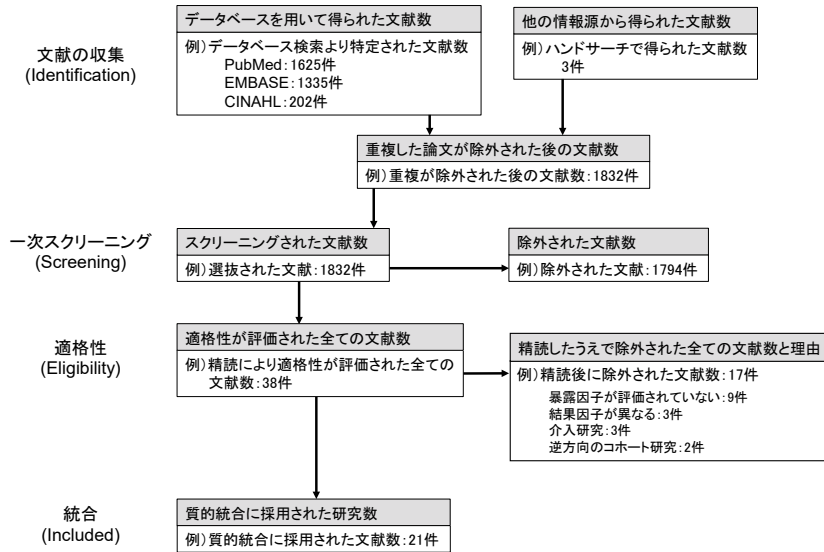 データベースを用いて得られた文献数
例）データベース検索より特定された文献数
PubMed：1625件
EMBASE：1335件
CINAHL：202件
他の情報源から得られた文献数
例）ハンドサーチで得られた文献数
3件
文献の収集
(Identification)
重複した論文が除外された後の文献数
例）重複が除外された後の文献数：1832件
一次スクリーニング
(Screening)
スクリーニングされた文献数
例）選抜された文献：1832件
除外された文献数
例）除外された文献：1794件
適格性
(Eligibility)
適格性が評価された全ての文献数
例）精読により適格性が評価された全ての
文献数：38件
精読したうえで除外された全ての文献数と理由
例）精読後に除外された文献数：17件
暴露因子が評価されていない：9件
結果因子が異なる：3件
介入研究：3件
逆方向のコホート研究：2件
統合
(Included)
質的統合に採用された研究数
例）質的統合に採用された文献数：21件